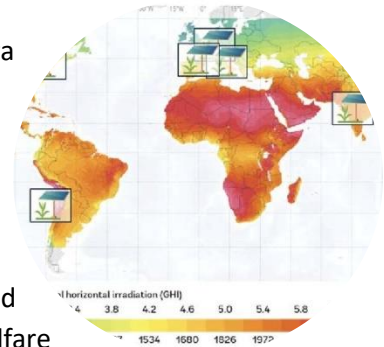 a
al horizontal irradiation (GHI)
3.8 4.2 4.6 5.0 5.4 5.8
d
1534 1680 1826 1972
lfare